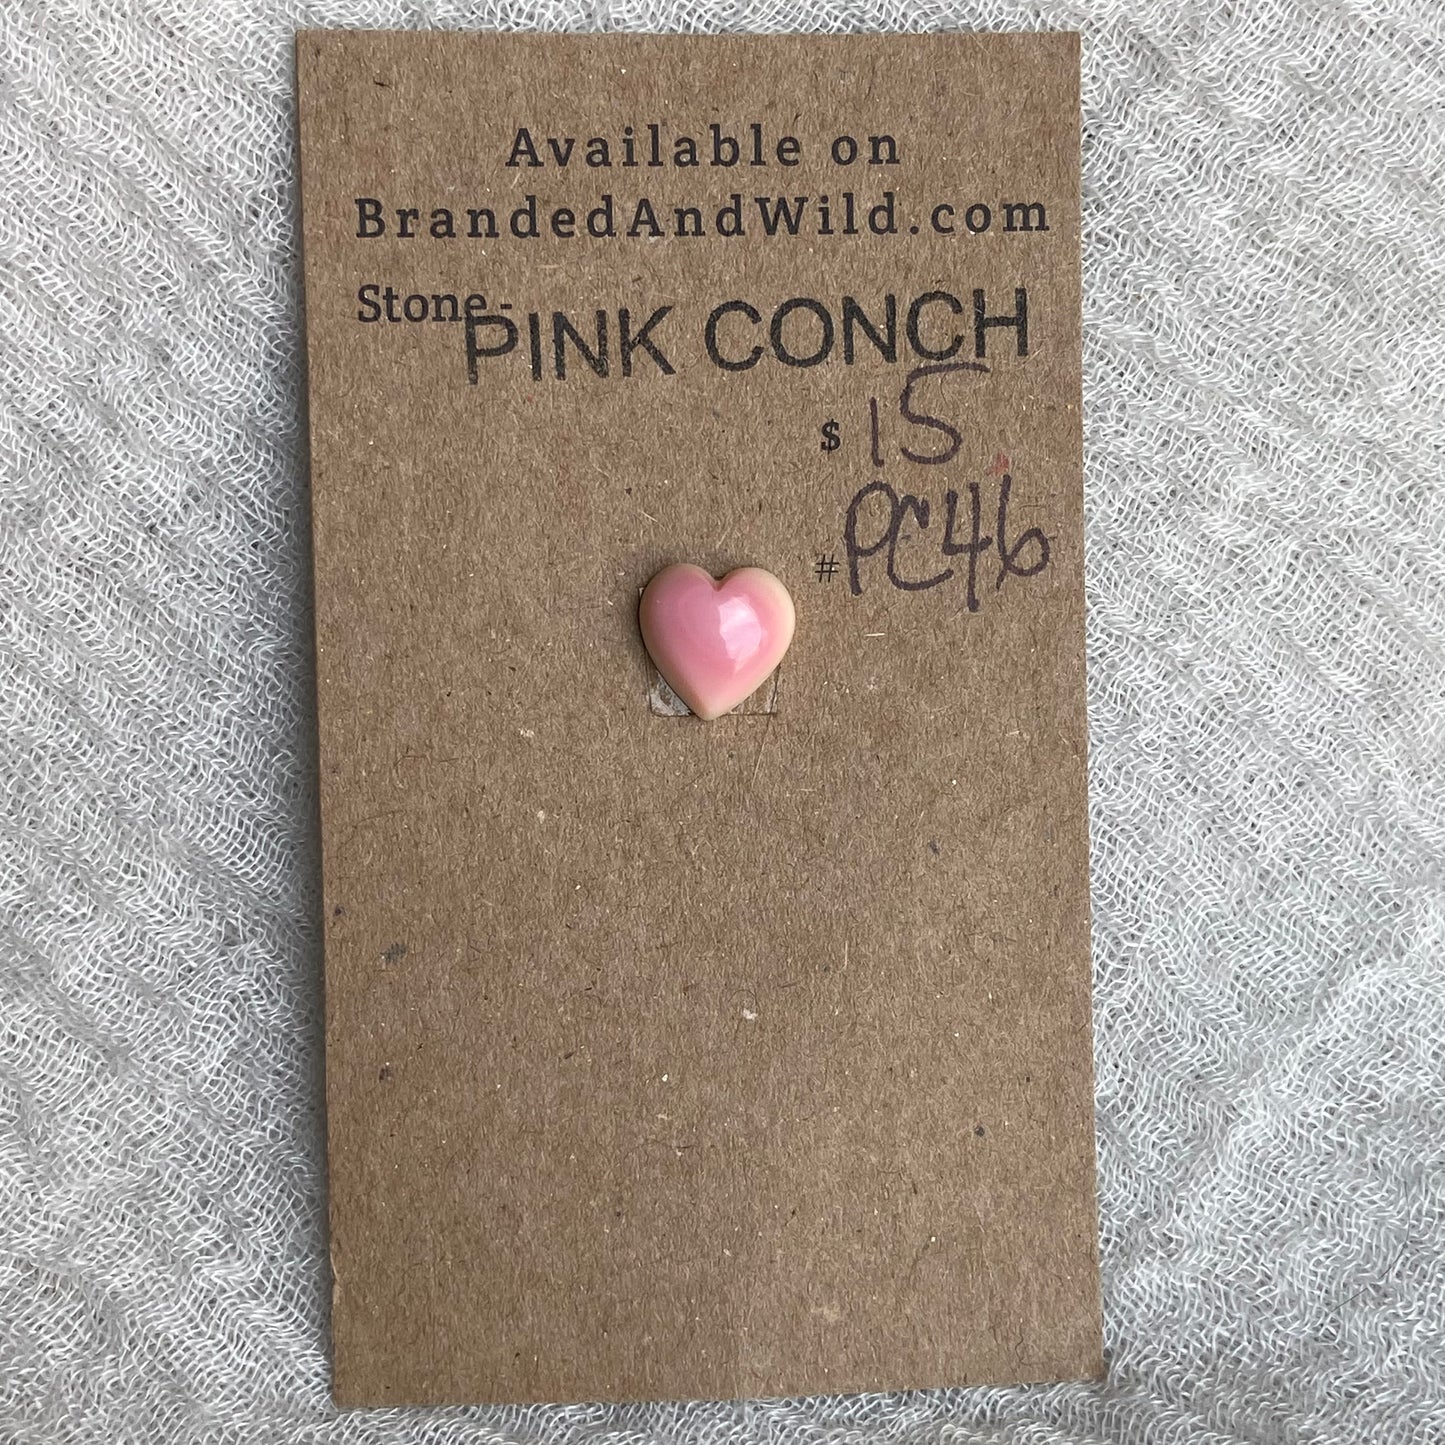 Available on
BrandedAndWild.com
Stone - PINK CONCH
$ 15
# PC46